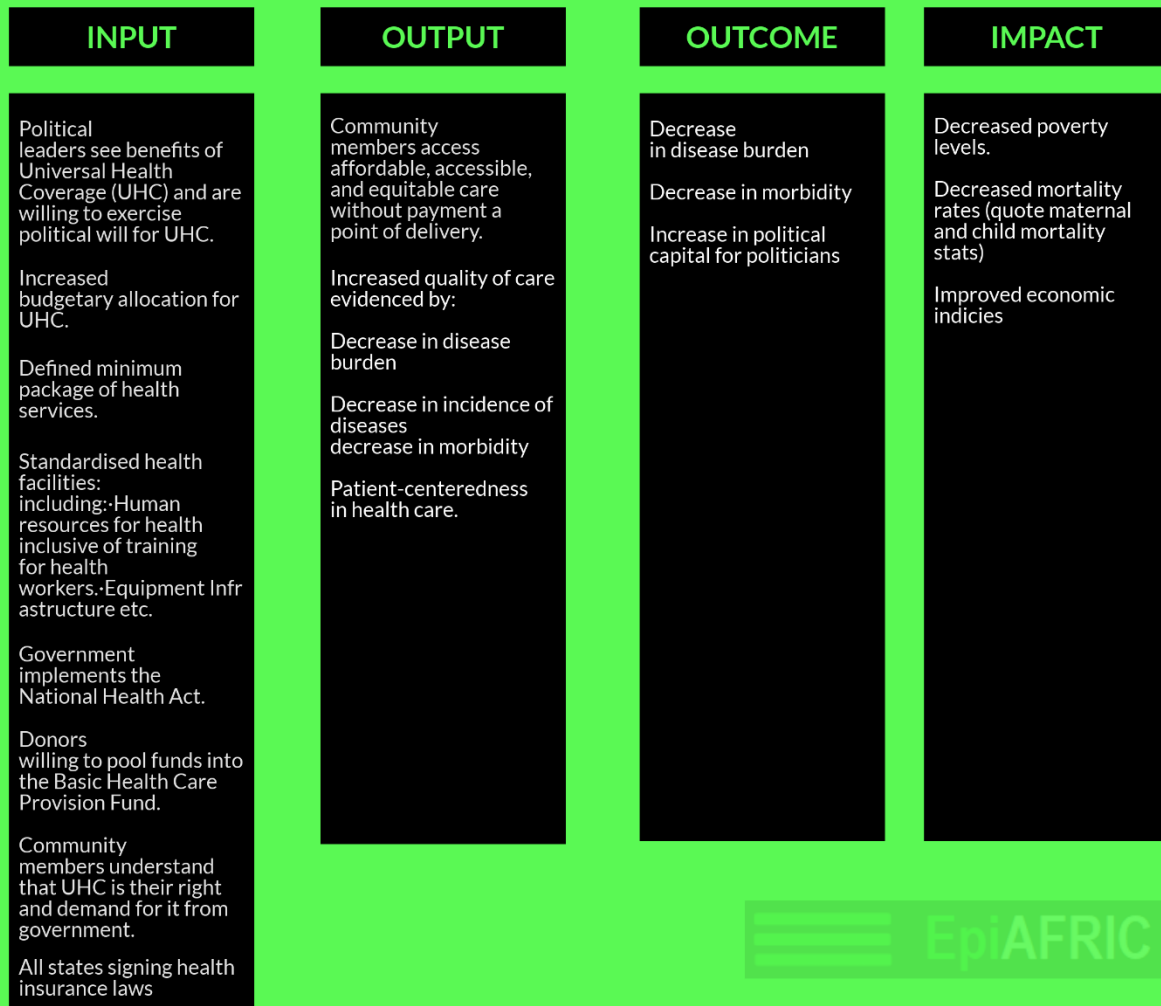 INPUT
Political
leaders see benefits of
Universal Health
Coverage (UHC) and are
willing to exercise
political will for UHC.
Increased
budgetary allocation for
UHC.
Defined minimum
package of health
services.
Standardised health
facilities:
including:·Human
resources for health
inclusive of training
for health
workers.·Equipment Infr
astructure etc.
Government
implements the
National Health Act.
Donors
willing to pool funds into
the Basic Health Care
Provision Fund.
Community
members understand
that UHC is their right
and demand for it from
government.
All states signing health
insurance laws
OUTPUT
Community
members access
affordable, accessible,
and equitable care
without payment a
point of delivery.
Increased quality of care
evidenced by:
Decrease in disease
burden
Decrease in incidence of
diseases
decrease in morbidity
Patient-centeredness
in health care.
OUTCOME
Decrease
in disease burden
Decrease in morbidity
Increase in political
capital for politicians
IMPACT
Decreased poverty
levels.
Decreased mortality
rates (quote maternal
and child mortality
stats)
Improved economic
indicies
EpiAFRIC